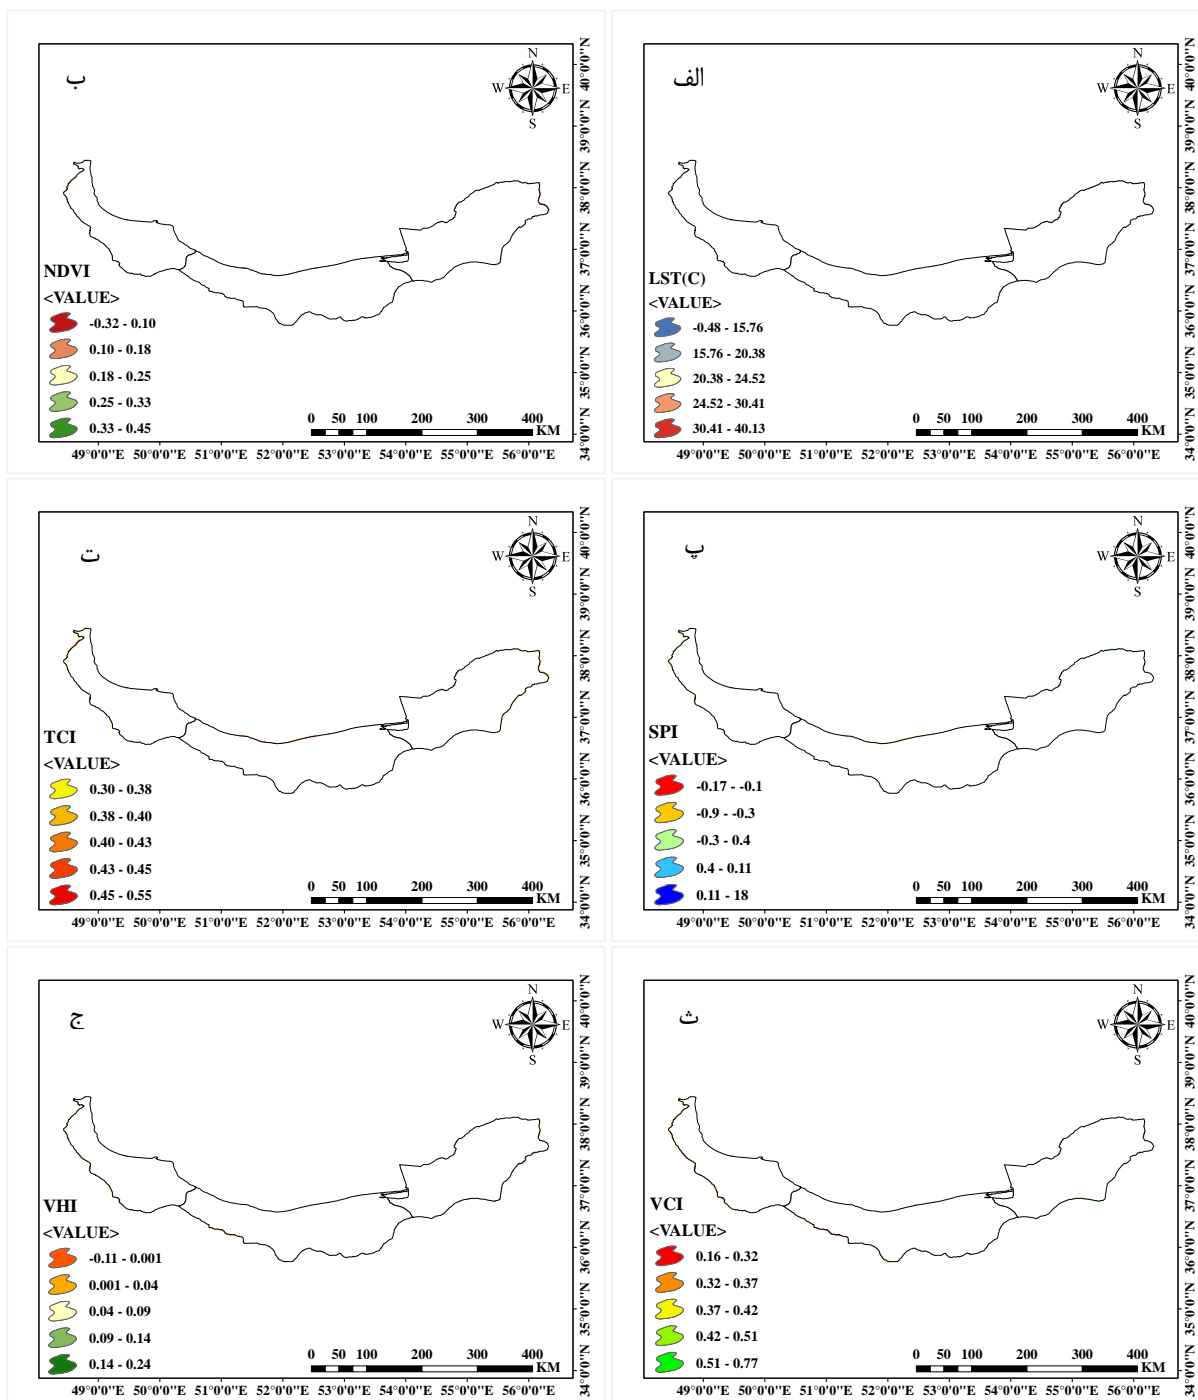 الف
N
W E
S
LST(C)
<VALUE>
-0.48 - 15.76
15.76 - 20.38
20.38 - 24.52
24.52 - 30.41
30.41 - 40.13
0 50 100 200 300 400
KM
49°0'0"E 50°0'0"E 51°0'0"E 52°0'0"E 53°0'0"E 54°0'0"E 55°0'0"E 56°0'0"E
34°0'0"N 35°0'0"N 36°0'0"N 37°0'0"N 38°0'0"N 39°0'0"N 40°0'0"N
ب
N
W E
S
NDVI
<VALUE>
-0.32 - 0.10
0.10 - 0.18
0.18 - 0.25
0.25 - 0.33
0.33 - 0.45
0 50 100 200 300 400
KM
49°0'0"E 50°0'0"E 51°0'0"E 52°0'0"E 53°0'0"E 54°0'0"E 55°0'0"E 56°0'0"E
34°0'0"N 35°0'0"N 36°0'0"N 37°0'0"N 38°0'0"N 39°0'0"N 40°0'0"N
پ
N
W E
S
SPI
<VALUE>
-0.17 - -0.1
-0.9 - -0.3
-0.3 - 0.4
0.4 - 0.11
0.11 - 18
0 50 100 200 300 400
KM
49°0'0"E 50°0'0"E 51°0'0"E 52°0'0"E 53°0'0"E 54°0'0"E 55°0'0"E 56°0'0"E
34°0'0"N 35°0'0"N 36°0'0"N 37°0'0"N 38°0'0"N 39°0'0"N 40°0'0"N
ت
N
W E
S
TCI
<VALUE>
0.30 - 0.38
0.38 - 0.40
0.40 - 0.43
0.43 - 0.45
0.45 - 0.55
0 50 100 200 300 400
KM
49°0'0"E 50°0'0"E 51°0'0"E 52°0'0"E 53°0'0"E 54°0'0"E 55°0'0"E 56°0'0"E
34°0'0"N 35°0'0"N 36°0'0"N 37°0'0"N 38°0'0"N 39°0'0"N 40°0'0"N
ث
N
W E
S
VCI
<VALUE>
0.16 - 0.32
0.32 - 0.37
0.37 - 0.42
0.42 - 0.51
0.51 - 0.77
0 50 100 200 300 400
KM
49°0'0"E 50°0'0"E 51°0'0"E 52°0'0"E 53°0'0"E 54°0'0"E 55°0'0"E 56°0'0"E
34°0'0"N 35°0'0"N 36°0'0"N 37°0'0"N 38°0'0"N 39°0'0"N 40°0'0"N
ج
N
W E
S
VHI
<VALUE>
-0.11 - 0.001
0.001 - 0.04
0.04 - 0.09
0.09 - 0.14
0.14 - 0.24
0 50 100 200 300 400
KM
49°0'0"E 50°0'0"E 51°0'0"E 52°0'0"E 53°0'0"E 54°0'0"E 55°0'0"E 56°0'0"E
34°0'0"N 35°0'0"N 36°0'0"N 37°0'0"N 38°0'0"N 39°0'0"N 40°0'0"N